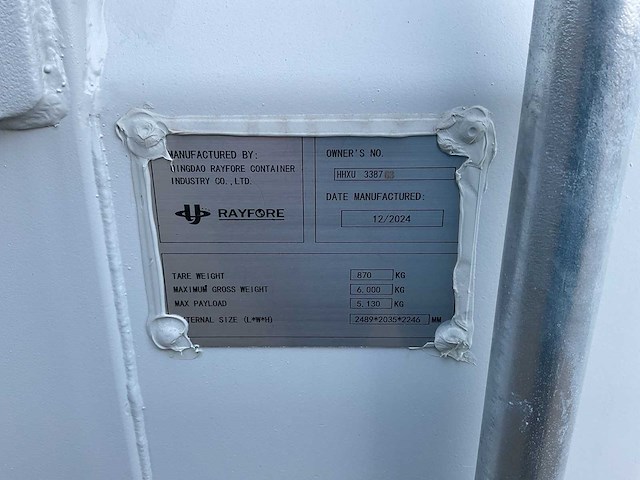 MANUFACTURED BY:
QINGDAO RAYFORE CONTAINER
INDUSTRY CO.,LTD.
RAYFORE
OWNER'S NO.
HHXU 3387
DATE MANUFACTURED:
12/2024
TARE WEIGHT 870 KG
MAXIMUM GROSS WEIGHT 6,000 KG
MAX PAYLOAD 5,130 KG
TERNAL SIZE (L*W*H) 2489*2035*2246 MM